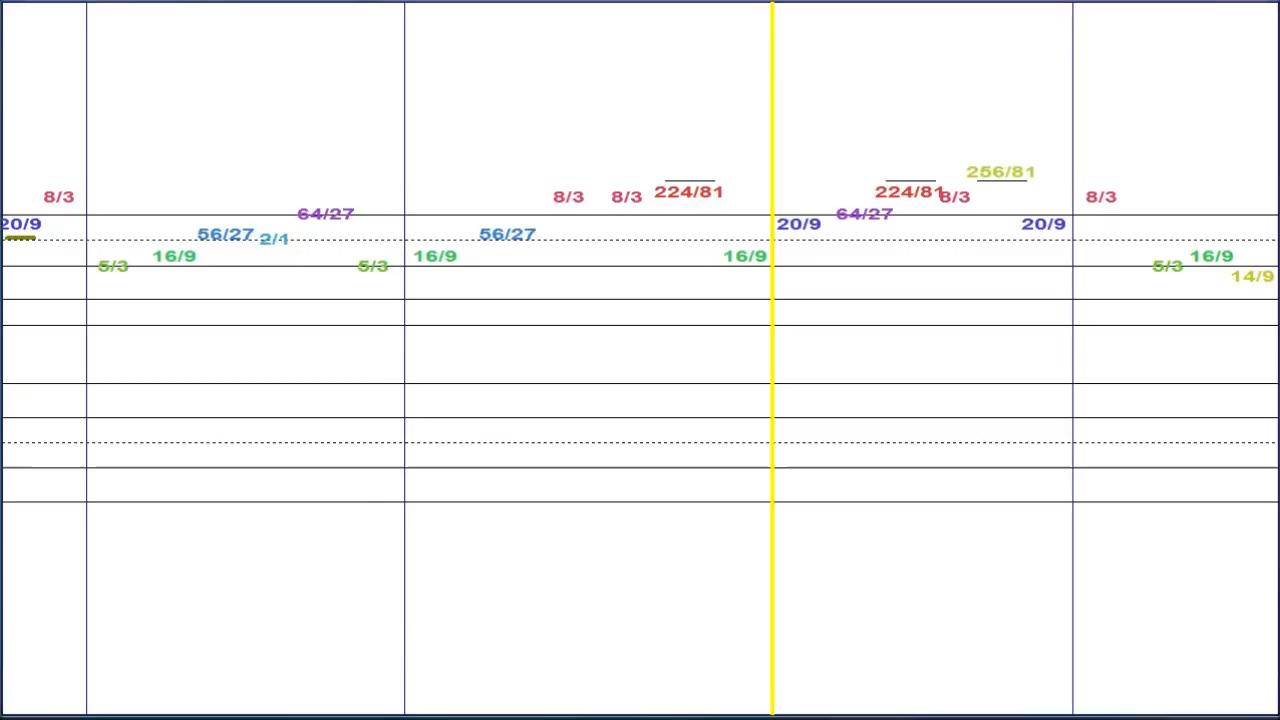 256/81
224/81 224/81
8/3 8/3 8/3 8/3 8/3
64/27 64/27
20/9 20/9 20/9
56/27 2/1 56/27
16/9 16/9 16/9 16/9
5/3 5/3 5/3
14/9